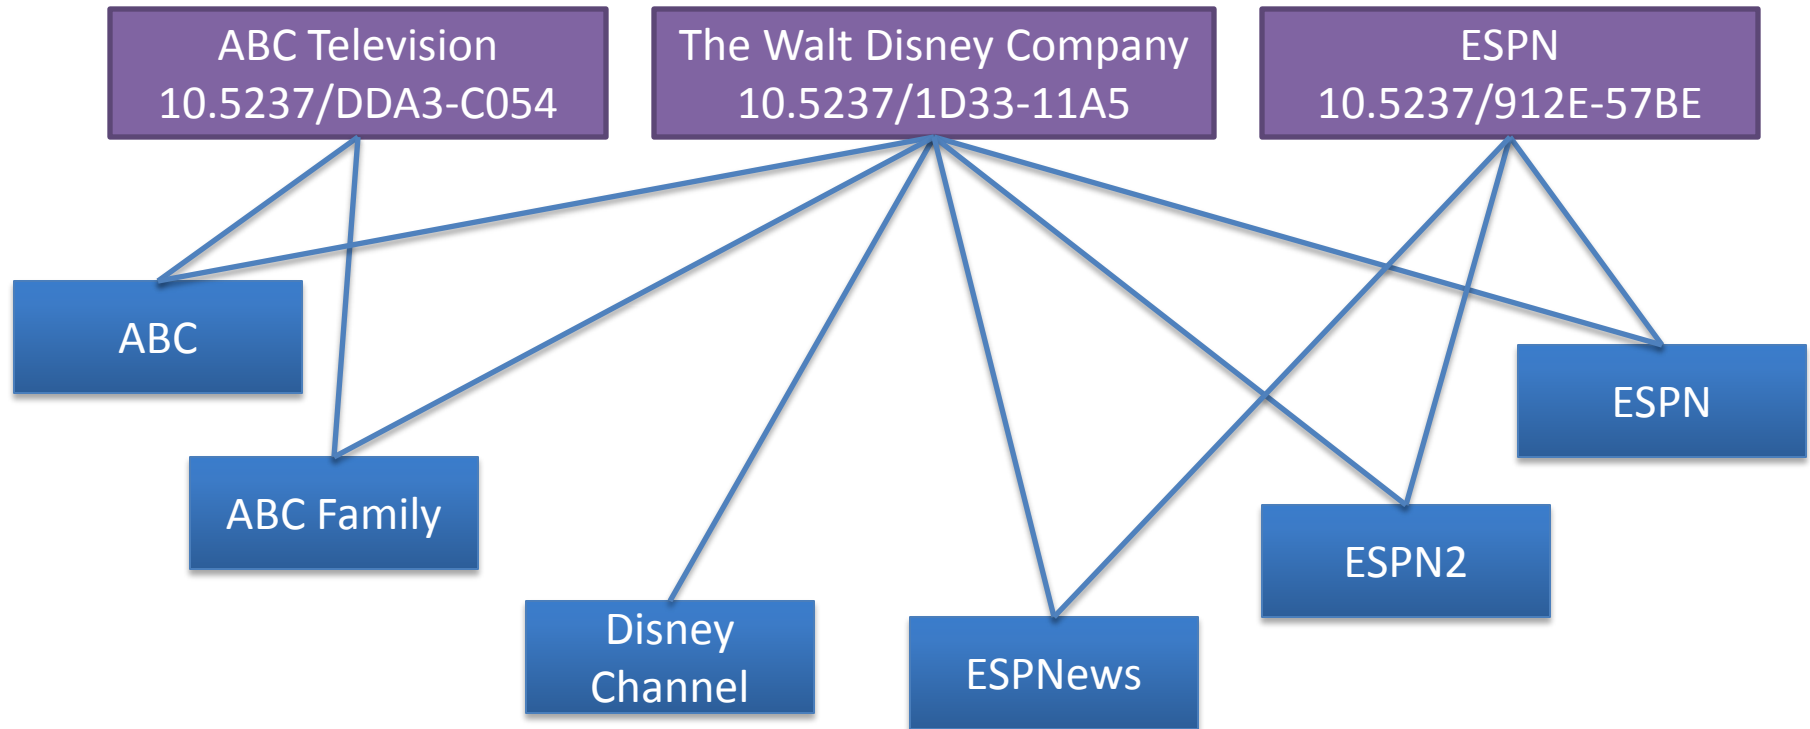 ABC Television
10.5237/DDA3-C054
The Walt Disney Company
10.5237/1D33-11A5
ESPN
10.5237/912E-57BE
ABC
ESPN
ABC Family
ESPN2
Disney
Channel
ESPNews